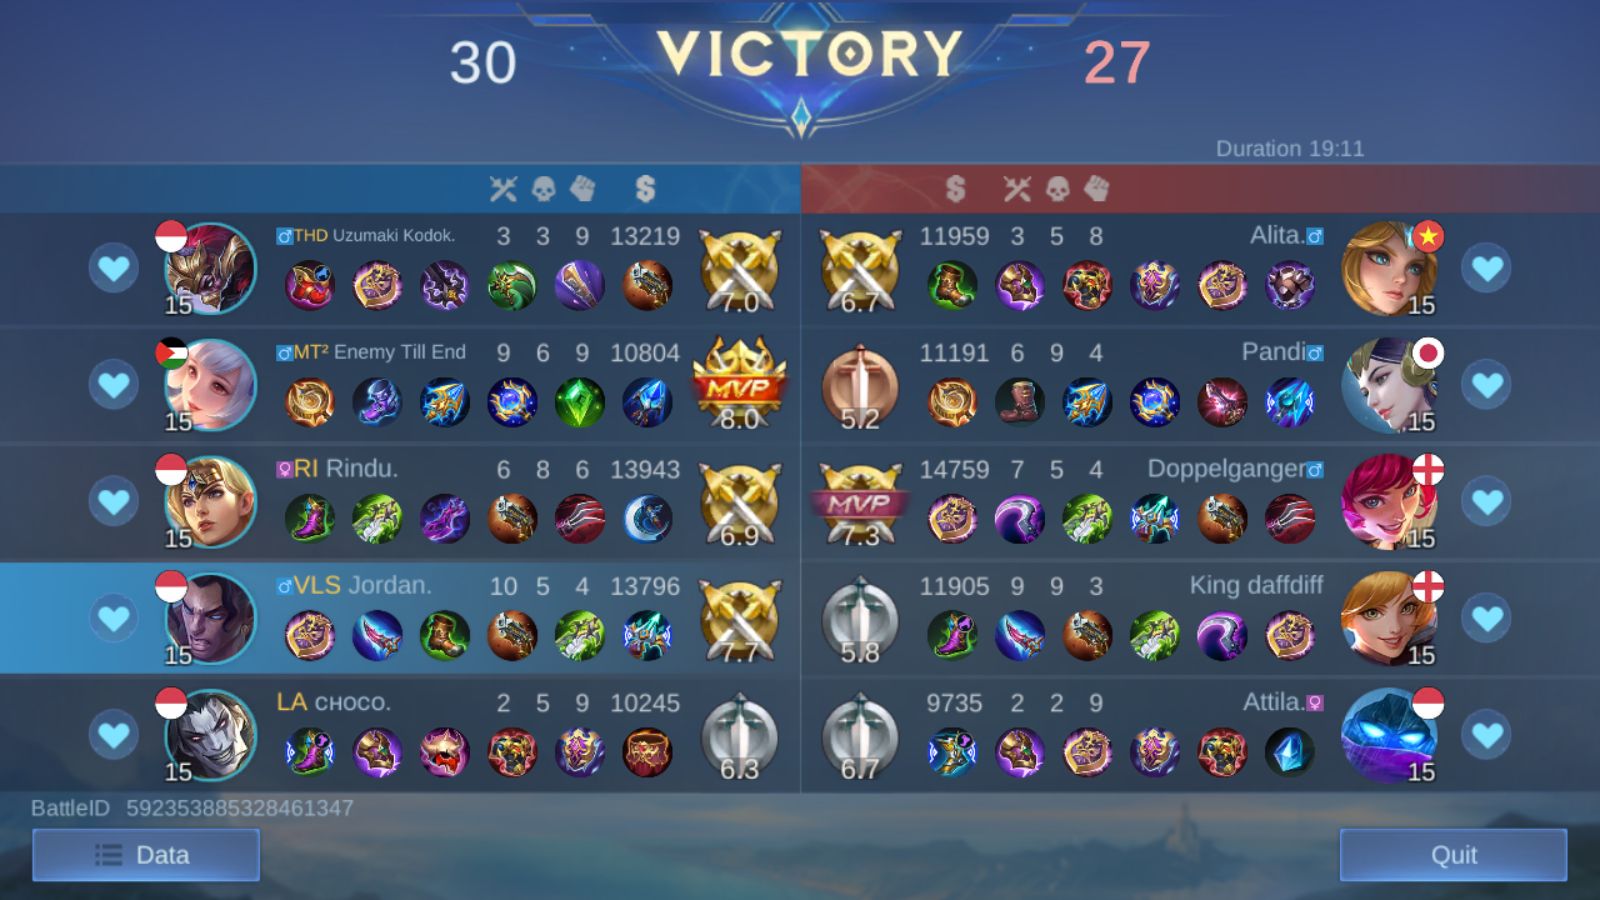 30 VICTORY 27
Duration 19:11
THD Uzumaki Kodok. 3 3 9 13219 7.0
15
6.7 11959 3 5 8 Alita.
15
MT² Enemy Till End 9 6 9 10804 MVP 8.0
15
5.2 11191 6 9 4 Pandi
15
RI Rindu. 6 8 6 13943 6.9
15
MVP 7.3 14759 7 5 4 Doppelganger
15
VLS Jordan. 10 5 4 13796 7.7
15
5.8 11905 9 9 3 King daffdiff
15
LA CHOCO. 2 5 9 10245 6.3
15
6.7 9735 2 2 9 Attila.
15
BattleID 592353885328461347
Data
Quit